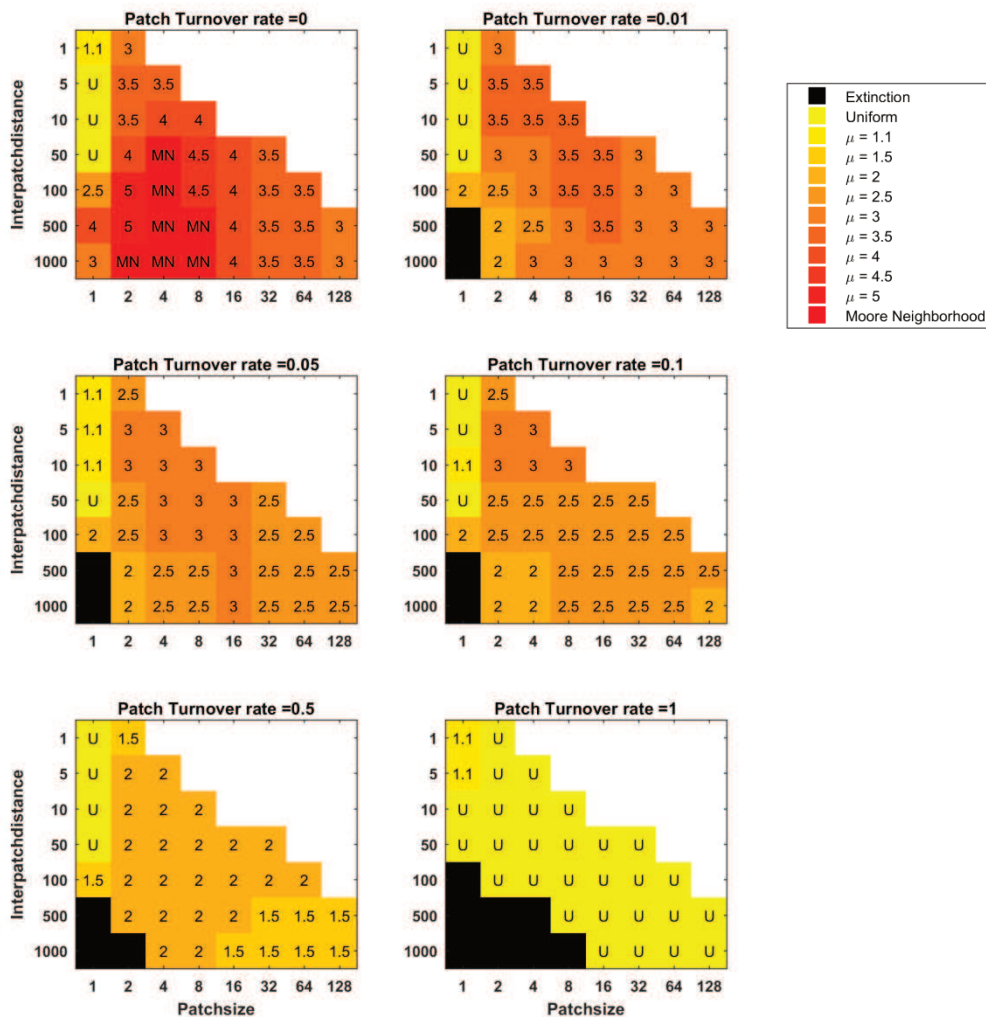 Patch Turnover rate =0
Interpatchdistance
1 1.1 3
5 U 3.5 3.5
10 U 3.5 4 4
50 U 4 MN 4.5 4 3.5
100 2.5 5 MN 4.5 4 3.5 3.5
500 4 5 MN MN 4 3.5 3.5 3
1000 3 MN MN MN 4 3.5 3.5 3
1 2 4 8 16 32 64 128
Patch Turnover rate =0.01
1 U 3
5 U 3.5 3.5
10 U 3.5 3.5 3.5
50 U 3 3 3.5 3.5 3
100 2 2.5 3 3.5 3.5 3 3
500 2 2.5 3 3.5 3 3 3
1000 2 3 3 3 3 3 3
1 2 4 8 16 32 64 128
Extinction
Uniform
μ = 1.1
μ = 1.5
μ = 2
μ = 2.5
μ = 3
μ = 3.5
μ = 4
μ = 4.5
μ = 5
Moore Neighborhood
Patch Turnover rate =0.05
Interpatchdistance
1 1.1 2.5
5 1.1 3 3
10 1.1 3 3 3
50 U 2.5 3 3 3 2.5
100 2 2.5 3 3 3 2.5 2.5
500 2 2.5 2.5 3 2.5 2.5 2.5
1000 2 2.5 2.5 3 2.5 2.5 2.5
1 2 4 8 16 32 64 128
Patch Turnover rate =0.1
1 U 2.5
5 U 3 3
10 1.1 3 3 3
50 U 2.5 2.5 2.5 2.5 2.5
100 2 2.5 2.5 2.5 2.5 2.5 2.5
500 2 2 2.5 2.5 2.5 2.5 2.5
1000 2 2 2.5 2.5 2.5 2.5 2
1 2 4 8 16 32 64 128
Patch Turnover rate =0.5
Interpatchdistance
1 U 1.5
5 U 2 2
10 U 2 2 2
50 U 2 2 2 2 2
100 1.5 2 2 2 2 2 2
500 2 2 2 2 1.5 1.5 1.5
1000 2 2 1.5 1.5 1.5 1.5
1 2 4 8 16 32 64 128
Patchsize
Patch Turnover rate =1
1 1.1 U
5 1.1 U U
10 U U U U
50 U U U U U U
100 U U U U U U
500 U U U U U
1000 U U U U
1 2 4 8 16 32 64 128
Patchsize